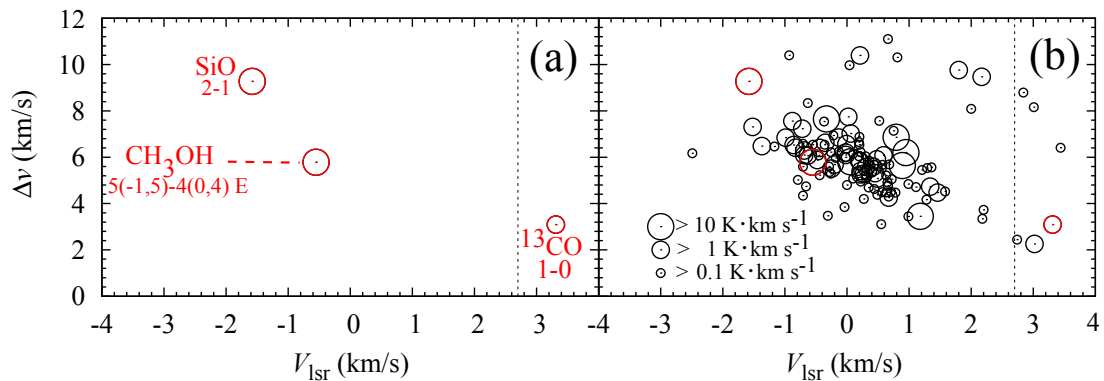 12
10
8
6
4
2
0
Δv (km/s)
(a)
SiO
2-1
CH3OH
5(-1,5)-4(0,4) E
13CO
1-0
-4 -3 -2 -1 0 1 2 3
Vlsr (km/s)
(b)
> 10 K·km s-1
> 1 K·km s-1
> 0.1 K·km s-1
-4 -3 -2 -1 0 1 2 3 4
Vlsr (km/s)